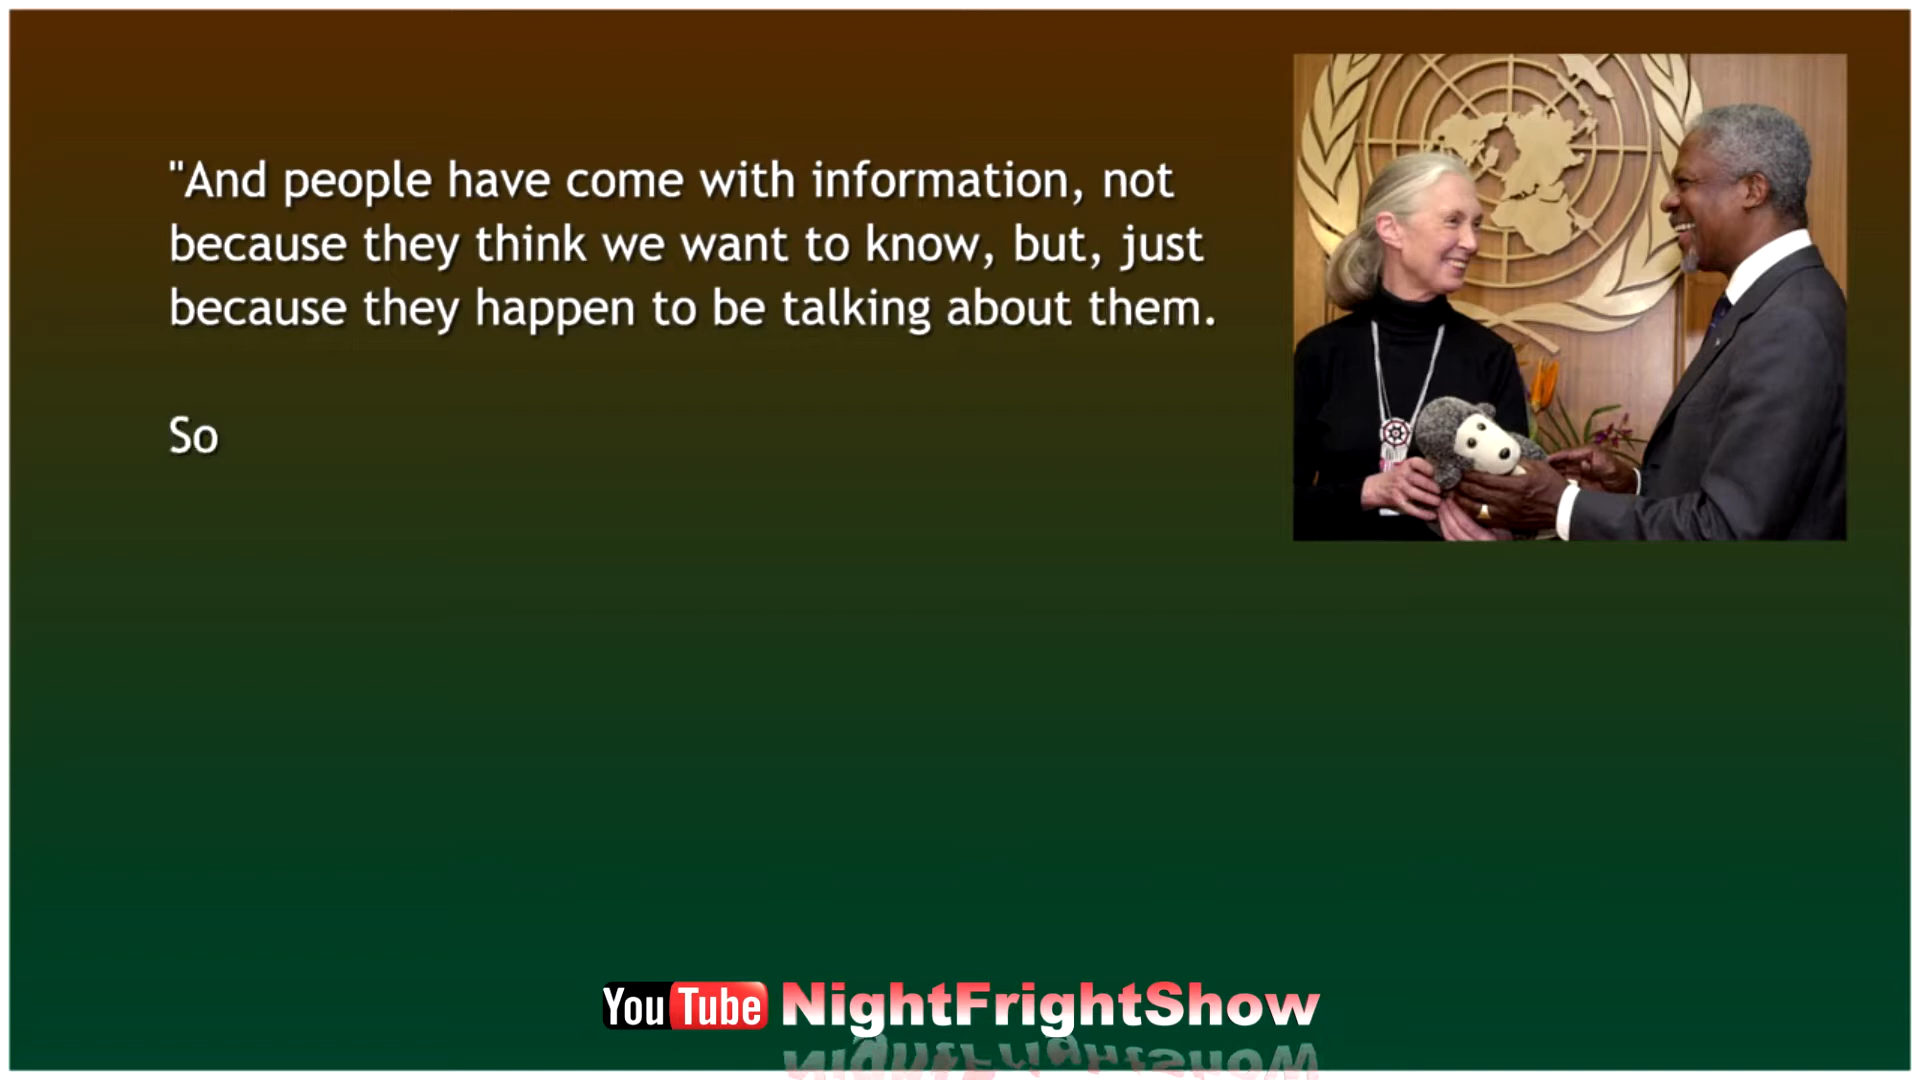 "And people have come with information, not
because they think we want to know, but, just
because they happen to be talking about them.
So
YouTube NightFrightShow